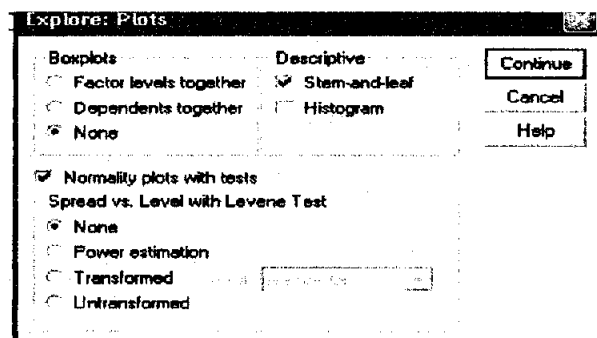 Explore: Plots
Boxplots
Factor levels together
Dependents together
None
Descriptive
Stem-and-leaf
Histogram
Continue
Cancel
Help
Normality plots with tests
Spread vs. Level with Levene Test
None
Power estimation
Transformed
Untransformed